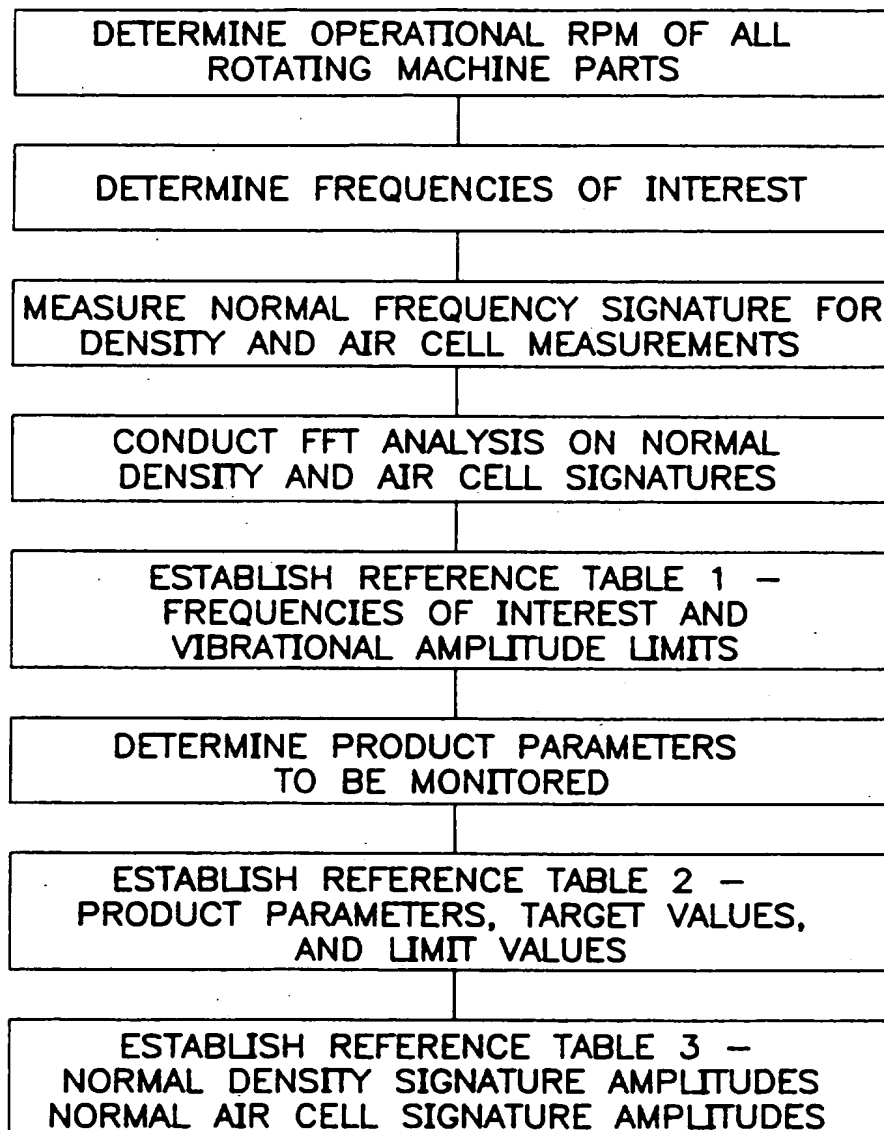 DETERMINE OPERATIONAL RPM OF ALL
ROTATING MACHINE PARTS
DETERMINE FREQUENCIES OF INTEREST
MEASURE NORMAL FREQUENCY SIGNATURE FOR
DENSITY AND AIR CELL MEASUREMENTS
CONDUCT FFT ANALYSIS ON NORMAL
DENSITY AND AIR CELL SIGNATURES
ESTABLISH REFERENCE TABLE 1 –
FREQUENCIES OF INTEREST AND
VIBRATIONAL AMPLITUDE LIMITS
DETERMINE PRODUCT PARAMETERS
TO BE MONITORED
ESTABLISH REFERENCE TABLE 2 –
PRODUCT PARAMETERS, TARGET VALUES,
AND LIMIT VALUES
ESTABLISH REFERENCE TABLE 3 –
NORMAL DENSITY SIGNATURE AMPLITUDES
NORMAL AIR CELL SIGNATURE AMPLITUDES